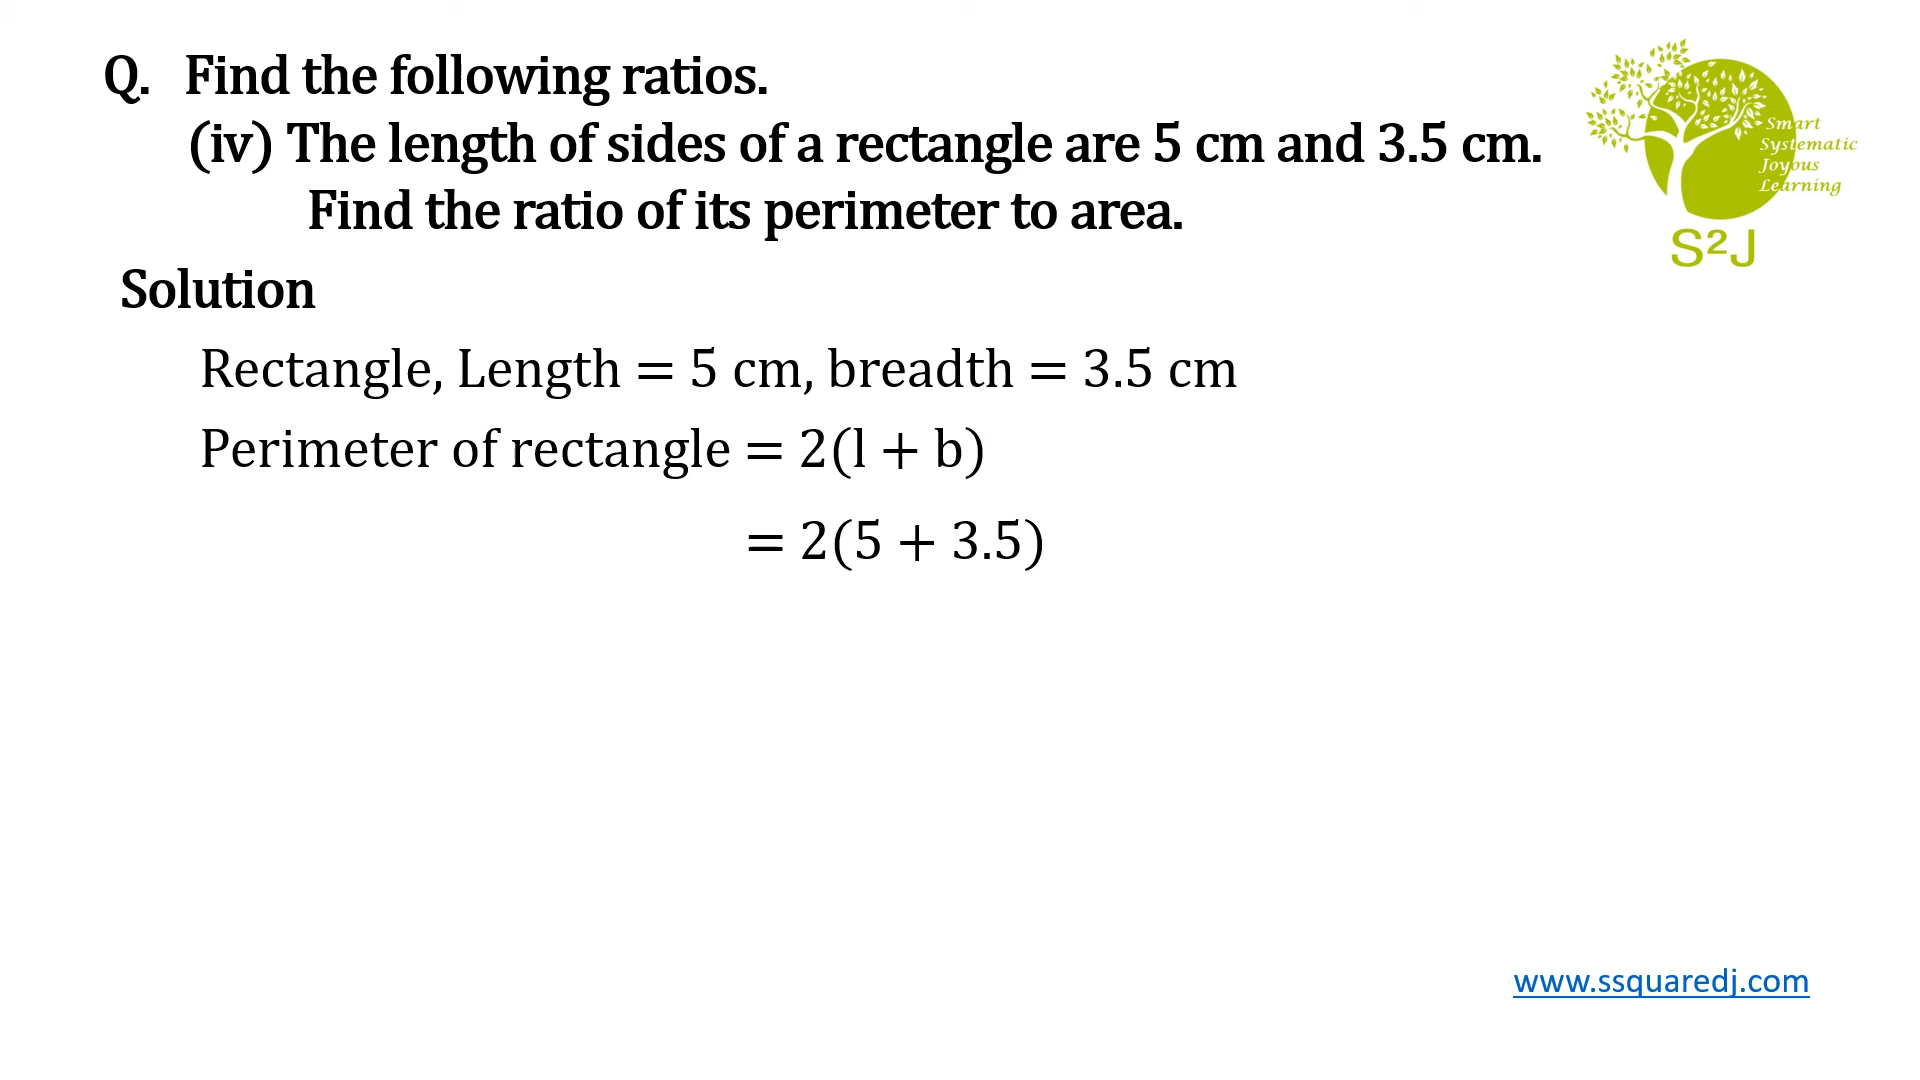 Q. Find the following ratios.
(iv) The length of sides of a rectangle are 5 cm and 3.5 cm.
Find the ratio of its perimeter to area.
Smart
Systematic
Joyous
Learning
S²J
Solution
Rectangle, Length = 5 cm, breadth = 3.5 cm
Perimeter of rectangle = 2(l + b)
= 2(5 + 3.5)
www.ssquaredj.com